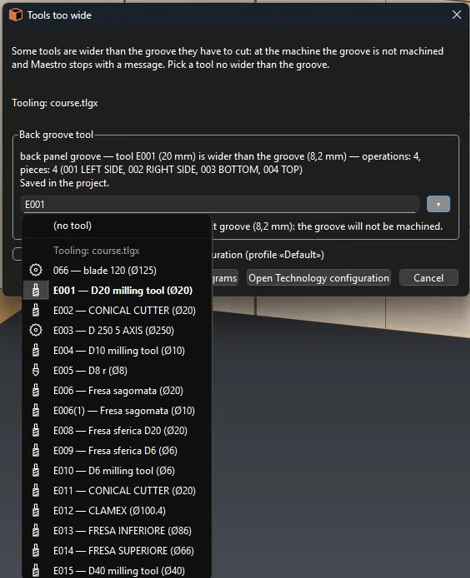 Tools too wide
Some tools are wider than the groove they have to cut: at the machine the groove is not machined
and Maestro stops with a message. Pick a tool no wider than the groove.
Tooling: course.tlgx
Back groove tool
back panel groove — tool E001 (20 mm) is wider than the groove (8,2 mm) — operations: 4,
pieces: 4 (001 LEFT SIDE, 002 RIGHT SIDE, 003 BOTTOM, 004 TOP)
Saved in the project.
E001
(no tool)
groove (8,2 mm): the groove will not be machined.
Tooling: course.tlgx
(profile «Default»)
066 — blade 120 (Ø125)
Open Technology configuration
Cancel
E001 — D20 milling tool (Ø20)
E002 — CONICAL CUTTER (Ø20)
E003 — D 250 5 AXIS (Ø250)
E004 — D10 milling tool (Ø10)
E005 — D8 r (Ø8)
E006 — Fresa sagomata (Ø20)
E006(1) — Fresa sagomata (Ø10)
E008 — Fresa sferica D20 (Ø20)
E009 — Fresa sferica D6 (Ø6)
E010 — D6 milling tool (Ø6)
E011 — CONICAL CUTTER (Ø20)
E012 — CLAMEX (Ø100.4)
E013 — FRESA INFERIORE (Ø86)
E014 — FRESA SUPERIORE (Ø66)
E015 — D40 milling tool (Ø40)